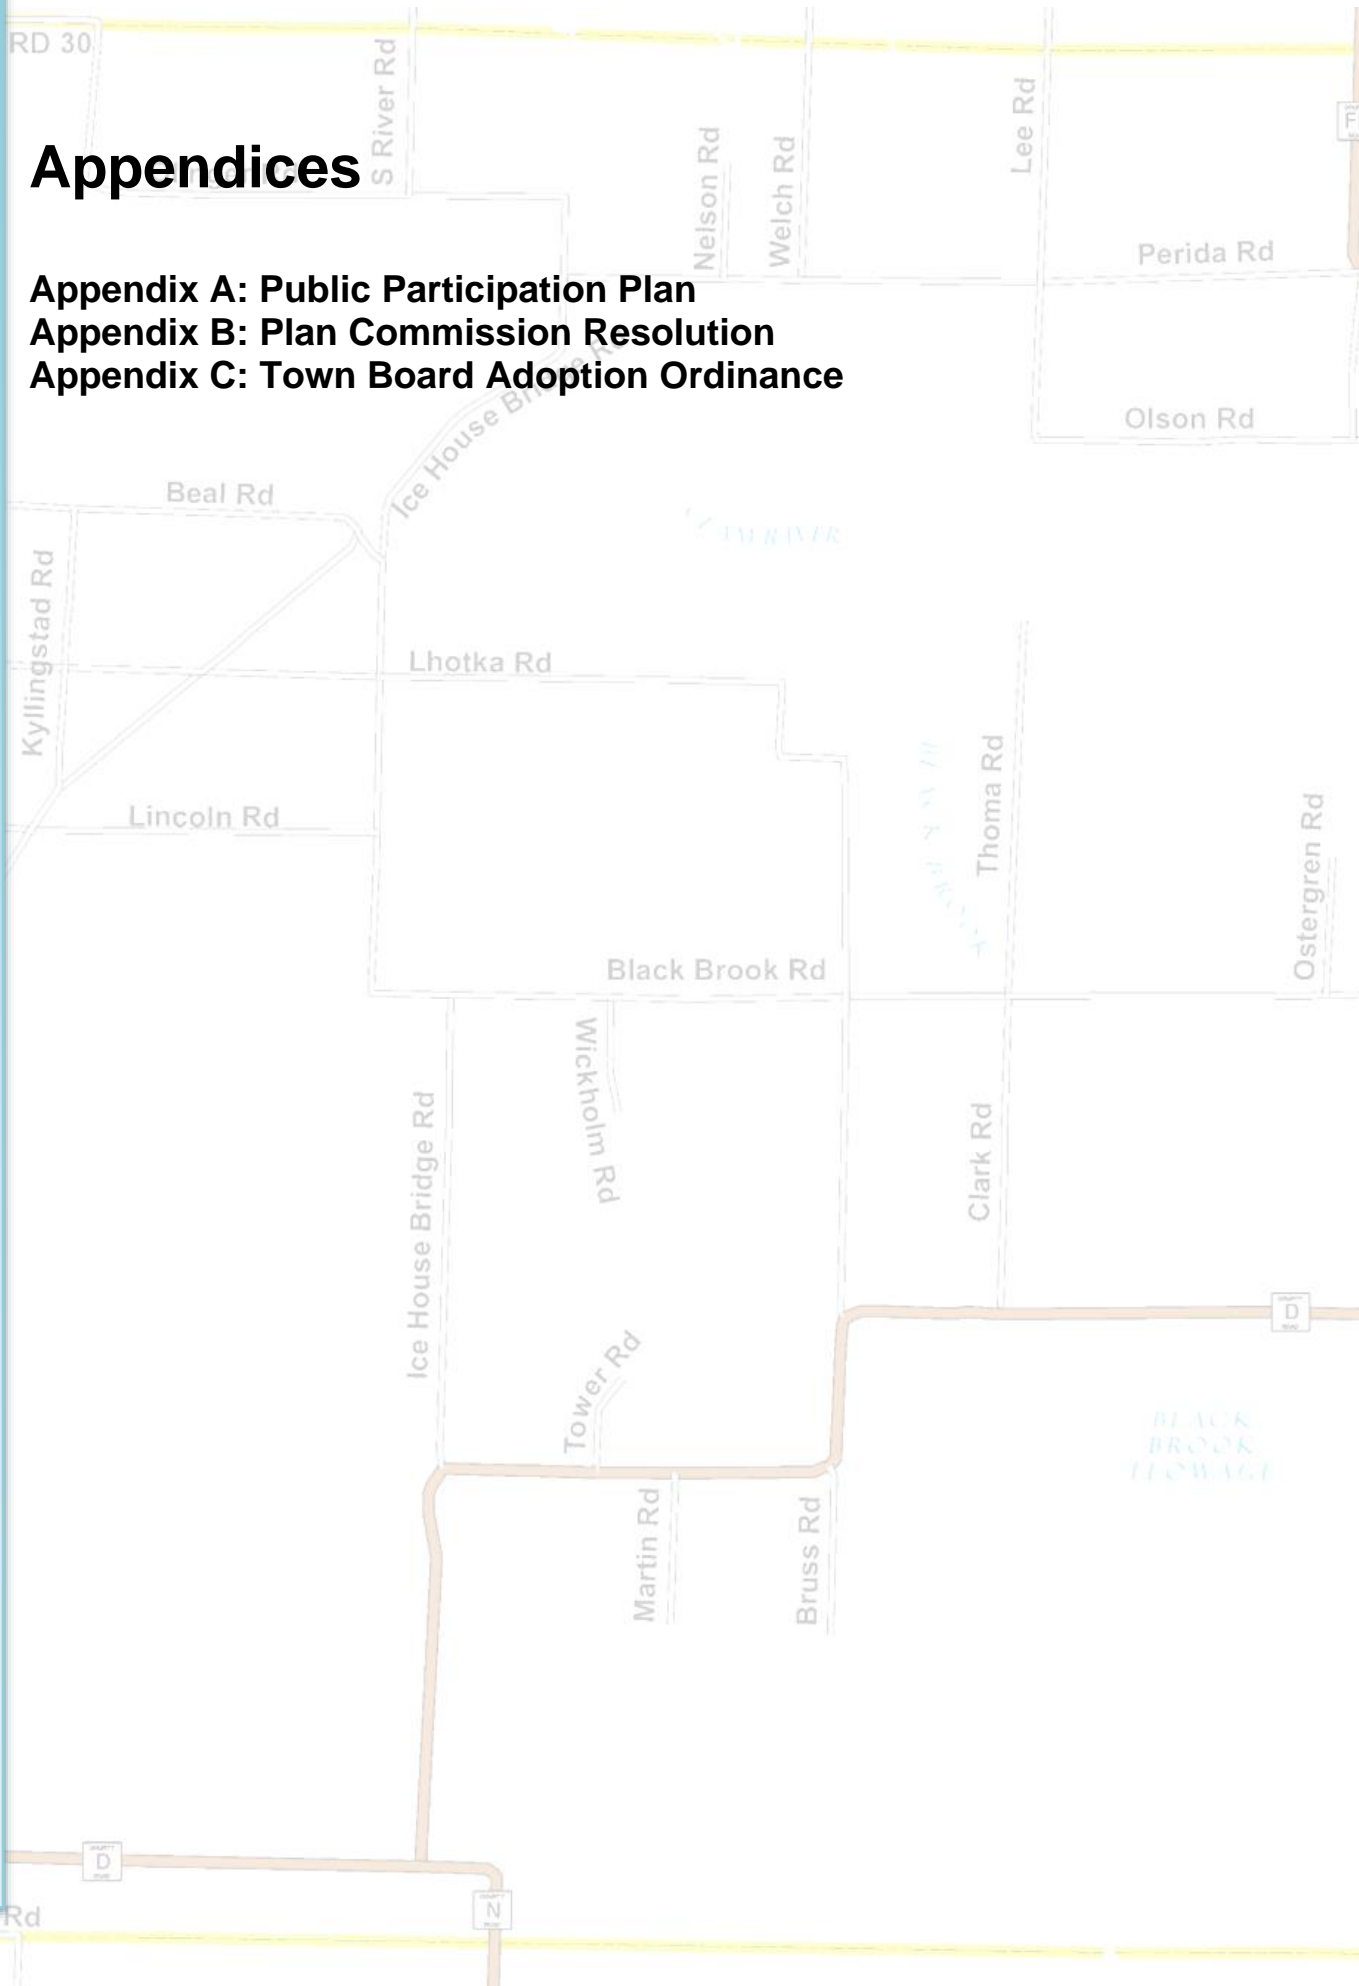 RD 30
S River Rd
Lee Rd
F
Appendices
Nelson Rd
Welch Rd
Perida Rd
Appendix A: Public Participation Plan
Appendix B: Plan Commission Resolution
Appendix C: Town Board Adoption Ordinance
Ice House Bridge Rd
Olson Rd
Beal Rd
Kyllingstad Rd
Lhotka Rd
Thoma Rd
Lincoln Rd
Ostergren Rd
Black Brook Rd
Wickholm Rd
Ice House Bridge Rd
Clark Rd
D
Tower Rd
BLACK
BROOK
FLOWAGE
Martin Rd
Bruss Rd
D
N
Rd